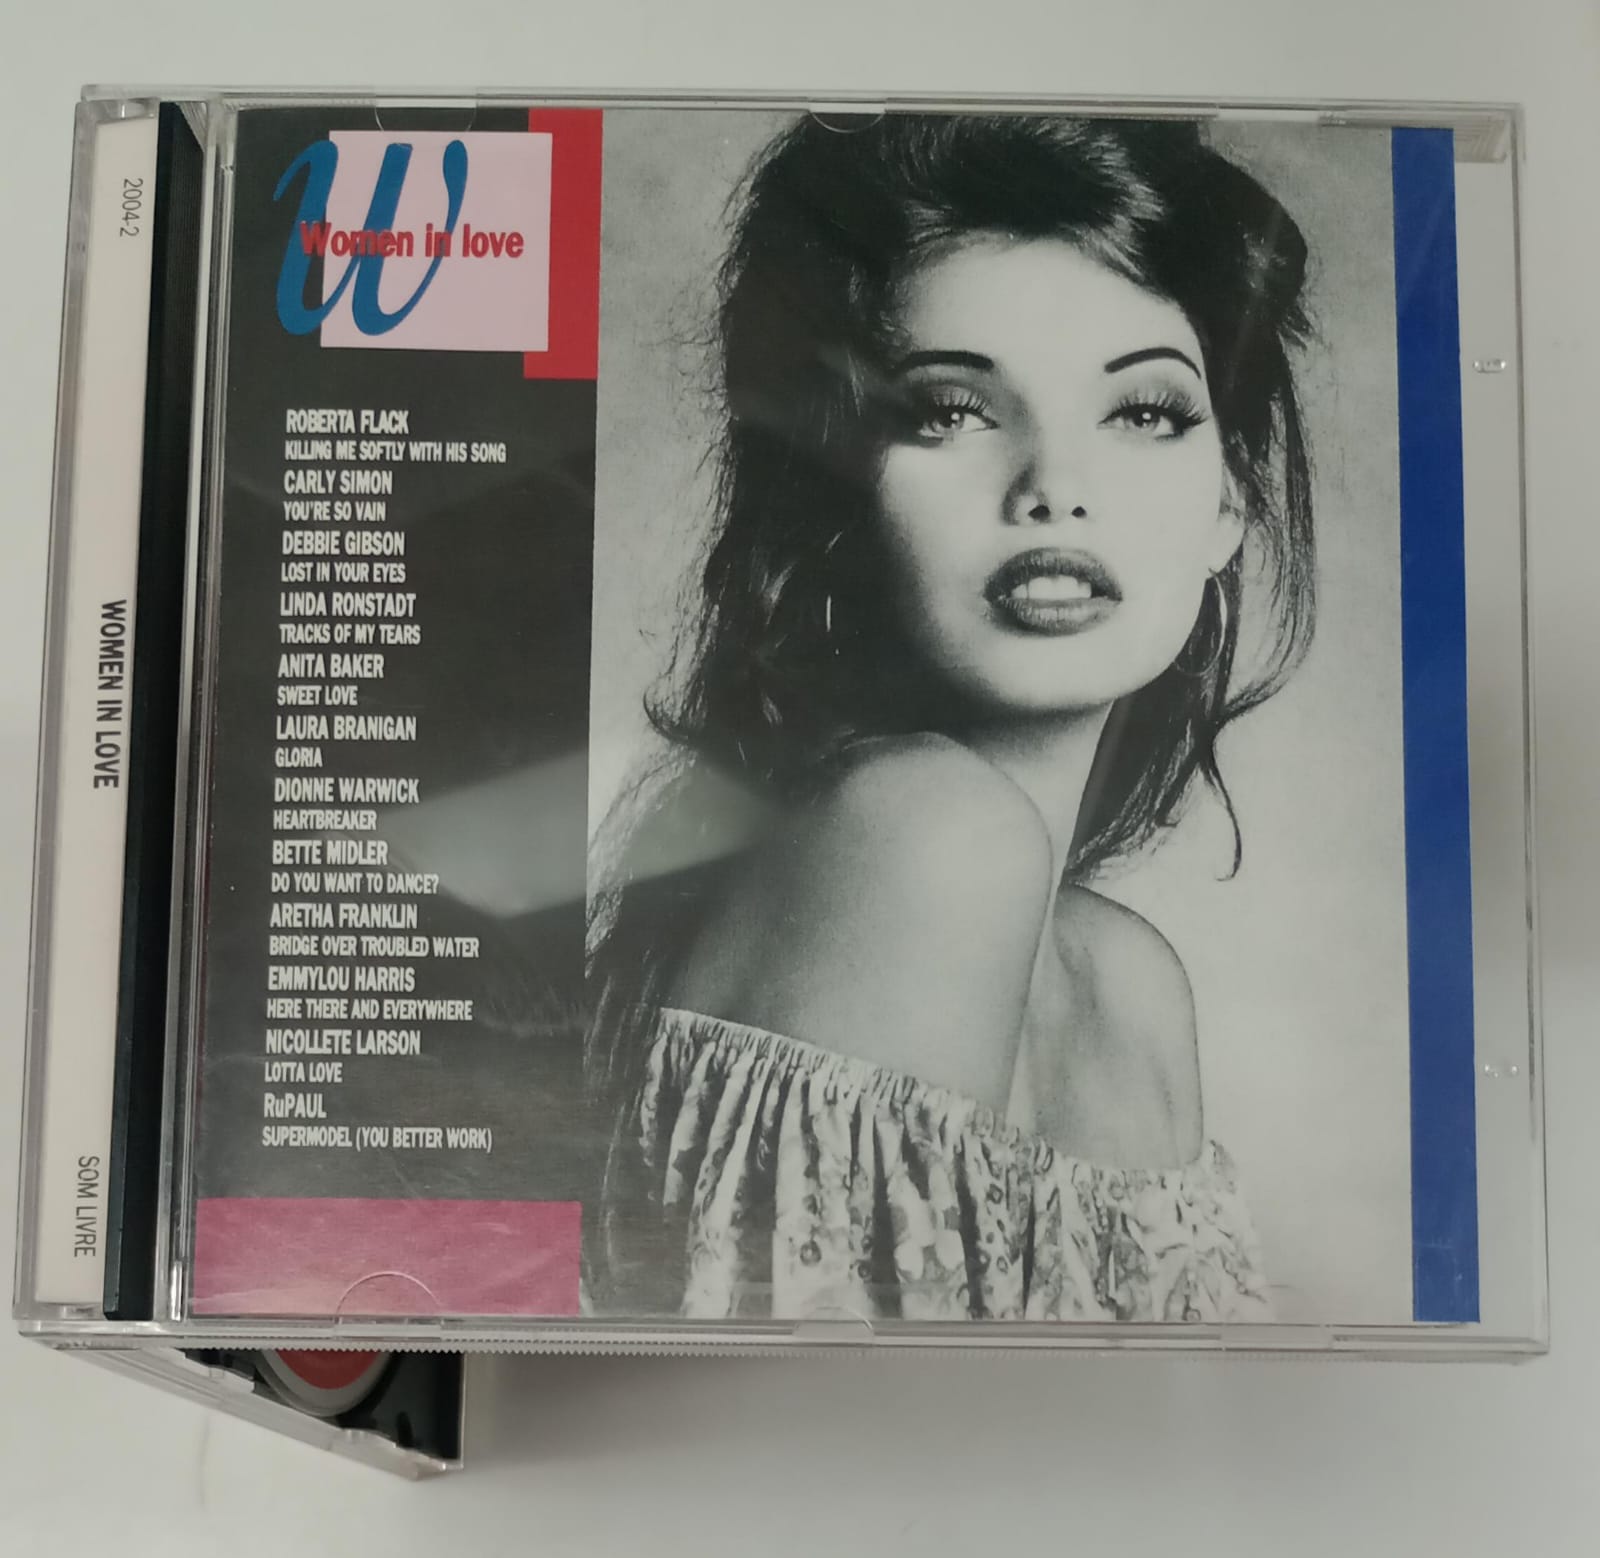 2004-2
WOMEN IN LOVE
SOM LIVRE
W
Women in love
ROBERTA FLACK
KILLING ME SOFTLY WITH HIS SONG
CARLY SIMON
YOU'RE SO VAIN
DEBBIE GIBSON
LOST IN YOUR EYES
LINDA RONSTADT
TRACKS OF MY TEARS
ANITA BAKER
SWEET LOVE
LAURA BRANIGAN
GLORIA
DIONNE WARWICK
HEARTBREAKER
BETTE MIDLER
DO YOU WANT TO DANCE?
ARETHA FRANKLIN
BRIDGE OVER TROUBLED WATER
EMMYLOU HARRIS
HERE THERE AND EVERYWHERE
NICOLLETE LARSON
LOTTA LOVE
RuPAUL
SUPERMODEL (YOU BETTER WORK)